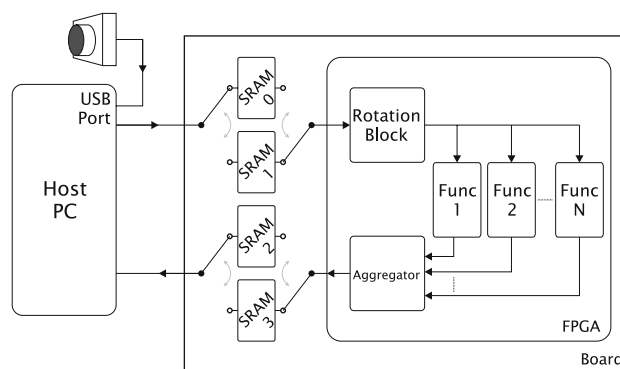 USB
Port
Host
PC
SRAM
0
SRAM
1
SRAM
2
SRAM
3
Rotation
Block
Func
1
Func
2
Func
N
Aggregator
FPGA
Board